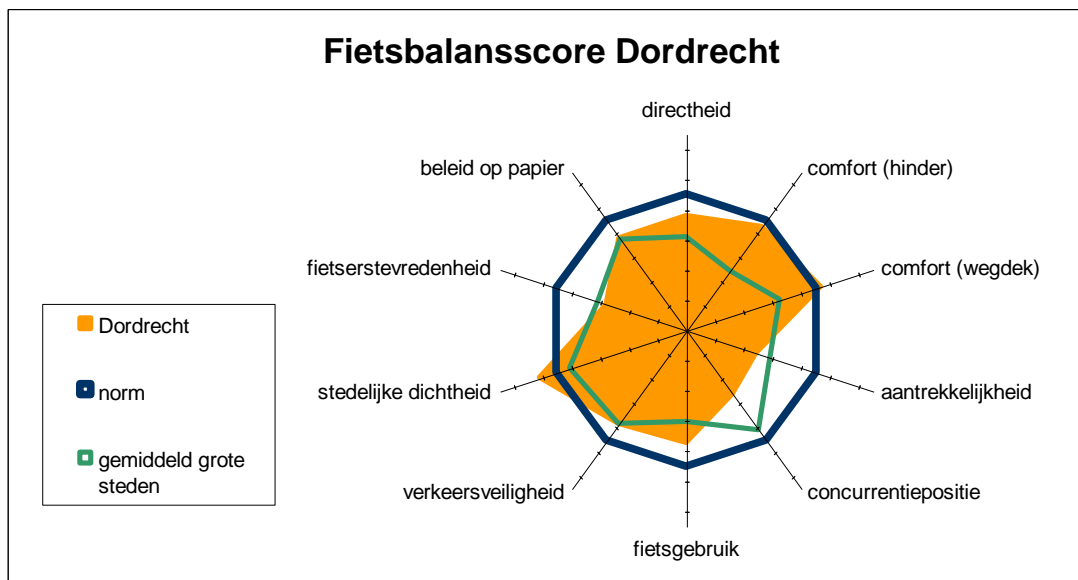 Fietsbalansscore Dordrecht
directheid
beleid op papier
comfort (hinder)
fietserstevredenheid
comfort (wegdek)
Dordrecht
norm
gemiddeld grote
steden
stedelijke dichtheid
aantrekkelijkheid
verkeersveiligheid
concurrentiepositie
fietsgebruik